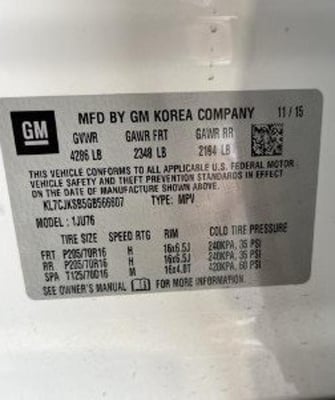 GM
MFD BY GM KOREA COMPANY 11 / 15
GVWR GAWR FRT GAWR RR
4286 LB 2348 LB 2194 LB
THIS VEHICLE CONFORMS TO ALL APPLICABLE U.S. FEDERAL MOTOR
VEHICLE SAFETY, BUMPER, AND THEFT PREVENTION STANDARDS IN EFFECT
ON THE DATE OF MANUFACTURE SHOWN ABOVE.
KL7CJKSB5GB566607 TYPE: MPV
MODEL: 1JU76
TIRE SIZE SPEED RTG RIM COLD TIRE PRESSURE
FRT P205/70R16 H 16x6.5J 240KPA, 35 PSI
RR P205/70R16 H 16x6.5J 240KPA, 35 PSI
SPA T125/70D16 M 16x4.0T 420KPA, 60 PSI
SEE OWNER'S MANUAL FOR MORE INFORMATION